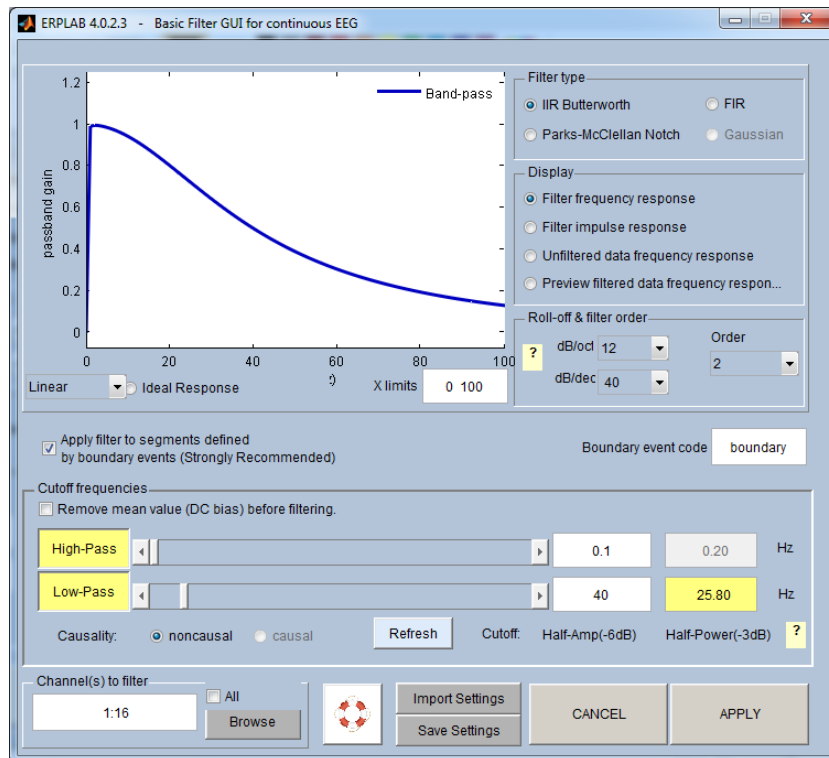 ERPLAB 4.0.2.3 - Basic Filter GUI for continuous EEG
1.2
1
0.8
0.6
0.4
0.2
0
passband gain
Band-pass
0 20 40 60 80 100
:)
Linear
Ideal Response
X limits
0 100
Filter type
IIR Butterworth
FIR
Parks-McClellan Notch
Gaussian
Display
Filter frequency response
Filter impulse response
Unfiltered data frequency response
Preview filtered data frequency respon...
Roll-off & filter order
?
dB/oct 12
dB/dec 40
Order
2
Apply filter to segments defined
by boundary events (Strongly Recommended)
Boundary event code
boundary
Cutoff frequencies
Remove mean value (DC bias) before filtering.
High-Pass
0.1
0.20
Hz
Low-Pass
40
25.80
Hz
Causality:
noncausal
causal
Refresh
Cutoff:
Half-Amp(-6dB)
Half-Power(-3dB)
?
Channel(s) to filter
1:16
All
Browse
Import Settings
Save Settings
CANCEL
APPLY